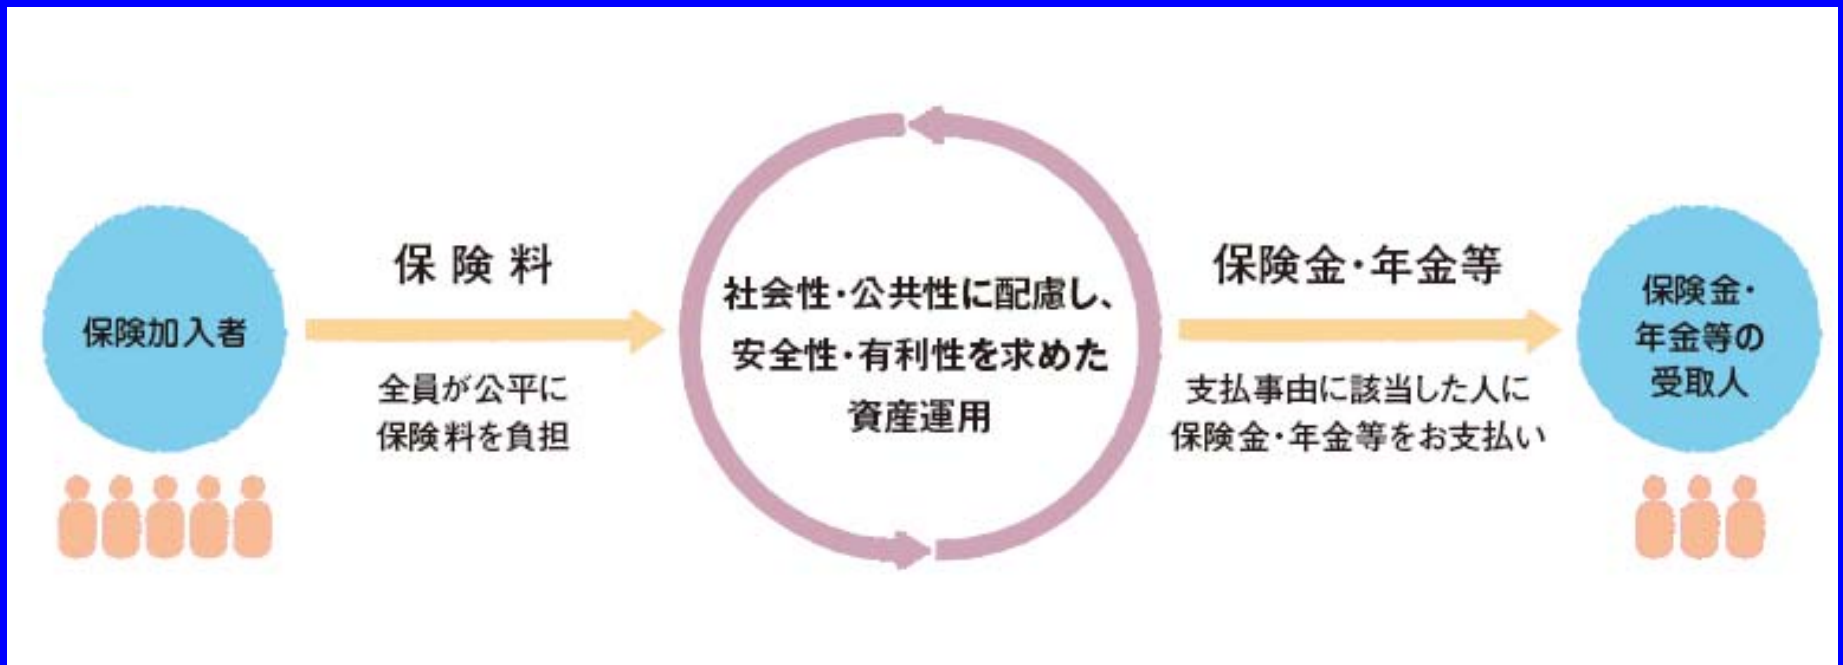 保険加入者
保険料
全員が公平に
保険料を負担
社会性・公共性に配慮し、
安全性・有利性を求めた
資産運用
保険金・年金等
支払事由に該当した人に
保険金・年金等をお支払い
保険金・
年金等の
受取人